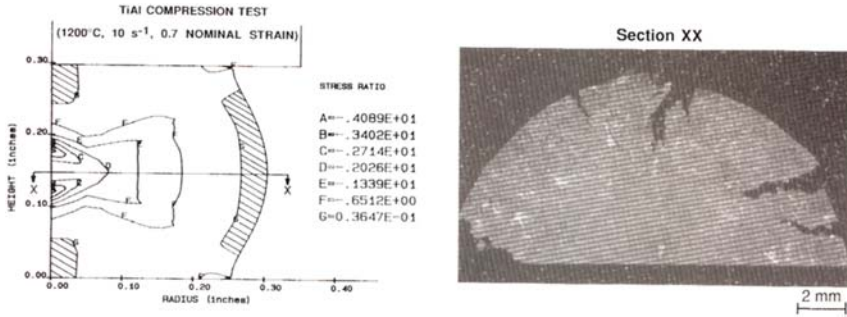 TiAl COMPRESSION TEST
(1200°C, 10 s⁻¹, 0.7 NOMINAL STRAIN)
Section XX
0.30
0.20
0.10
0.00
HEIGHT (inches)
X
X
D
0.00
0.10
0.20
0.30
0.40
RADIUS (inches)
STRESS RATIO
A=-.4089E+01
B=-.3402E+01
C=-.2714E+01
D=-.2026E+01
E=-.1339E+01
F=-.6512E+00
G=0.3647E-01
2 mm